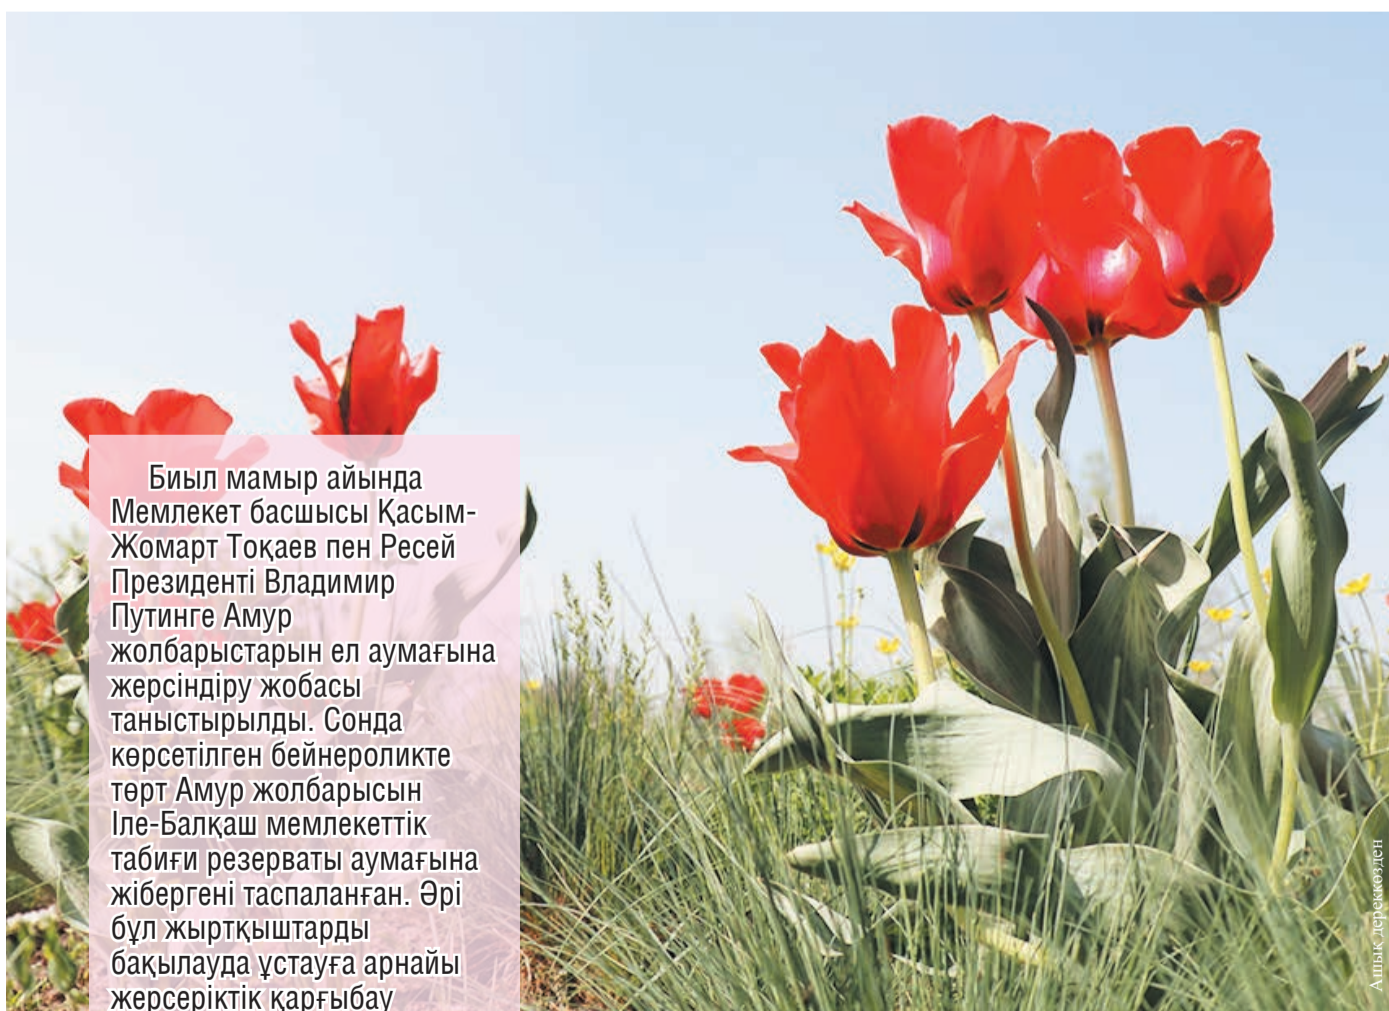 Биыл мамыр айында
Мемлекет басшысы Қасым-
Жомарт Тоқаев пен Ресей
Президенті Владимир
Путинге Амур
жолбарыстарын ел аумағына
жерсіндіру жобасы
таныстырылды. Сонда
көрсетілген бейнероликте
төрт Амур жолбарысын
Іле-Балқаш мемлекеттік
табиғи резерваты аумағына
жібергені таспаланған. Әрі
бұл жыртқыштарды
бақылауда ұстауға арнайы
жерсеріктік қарғыбау
Ашық дереккөзден